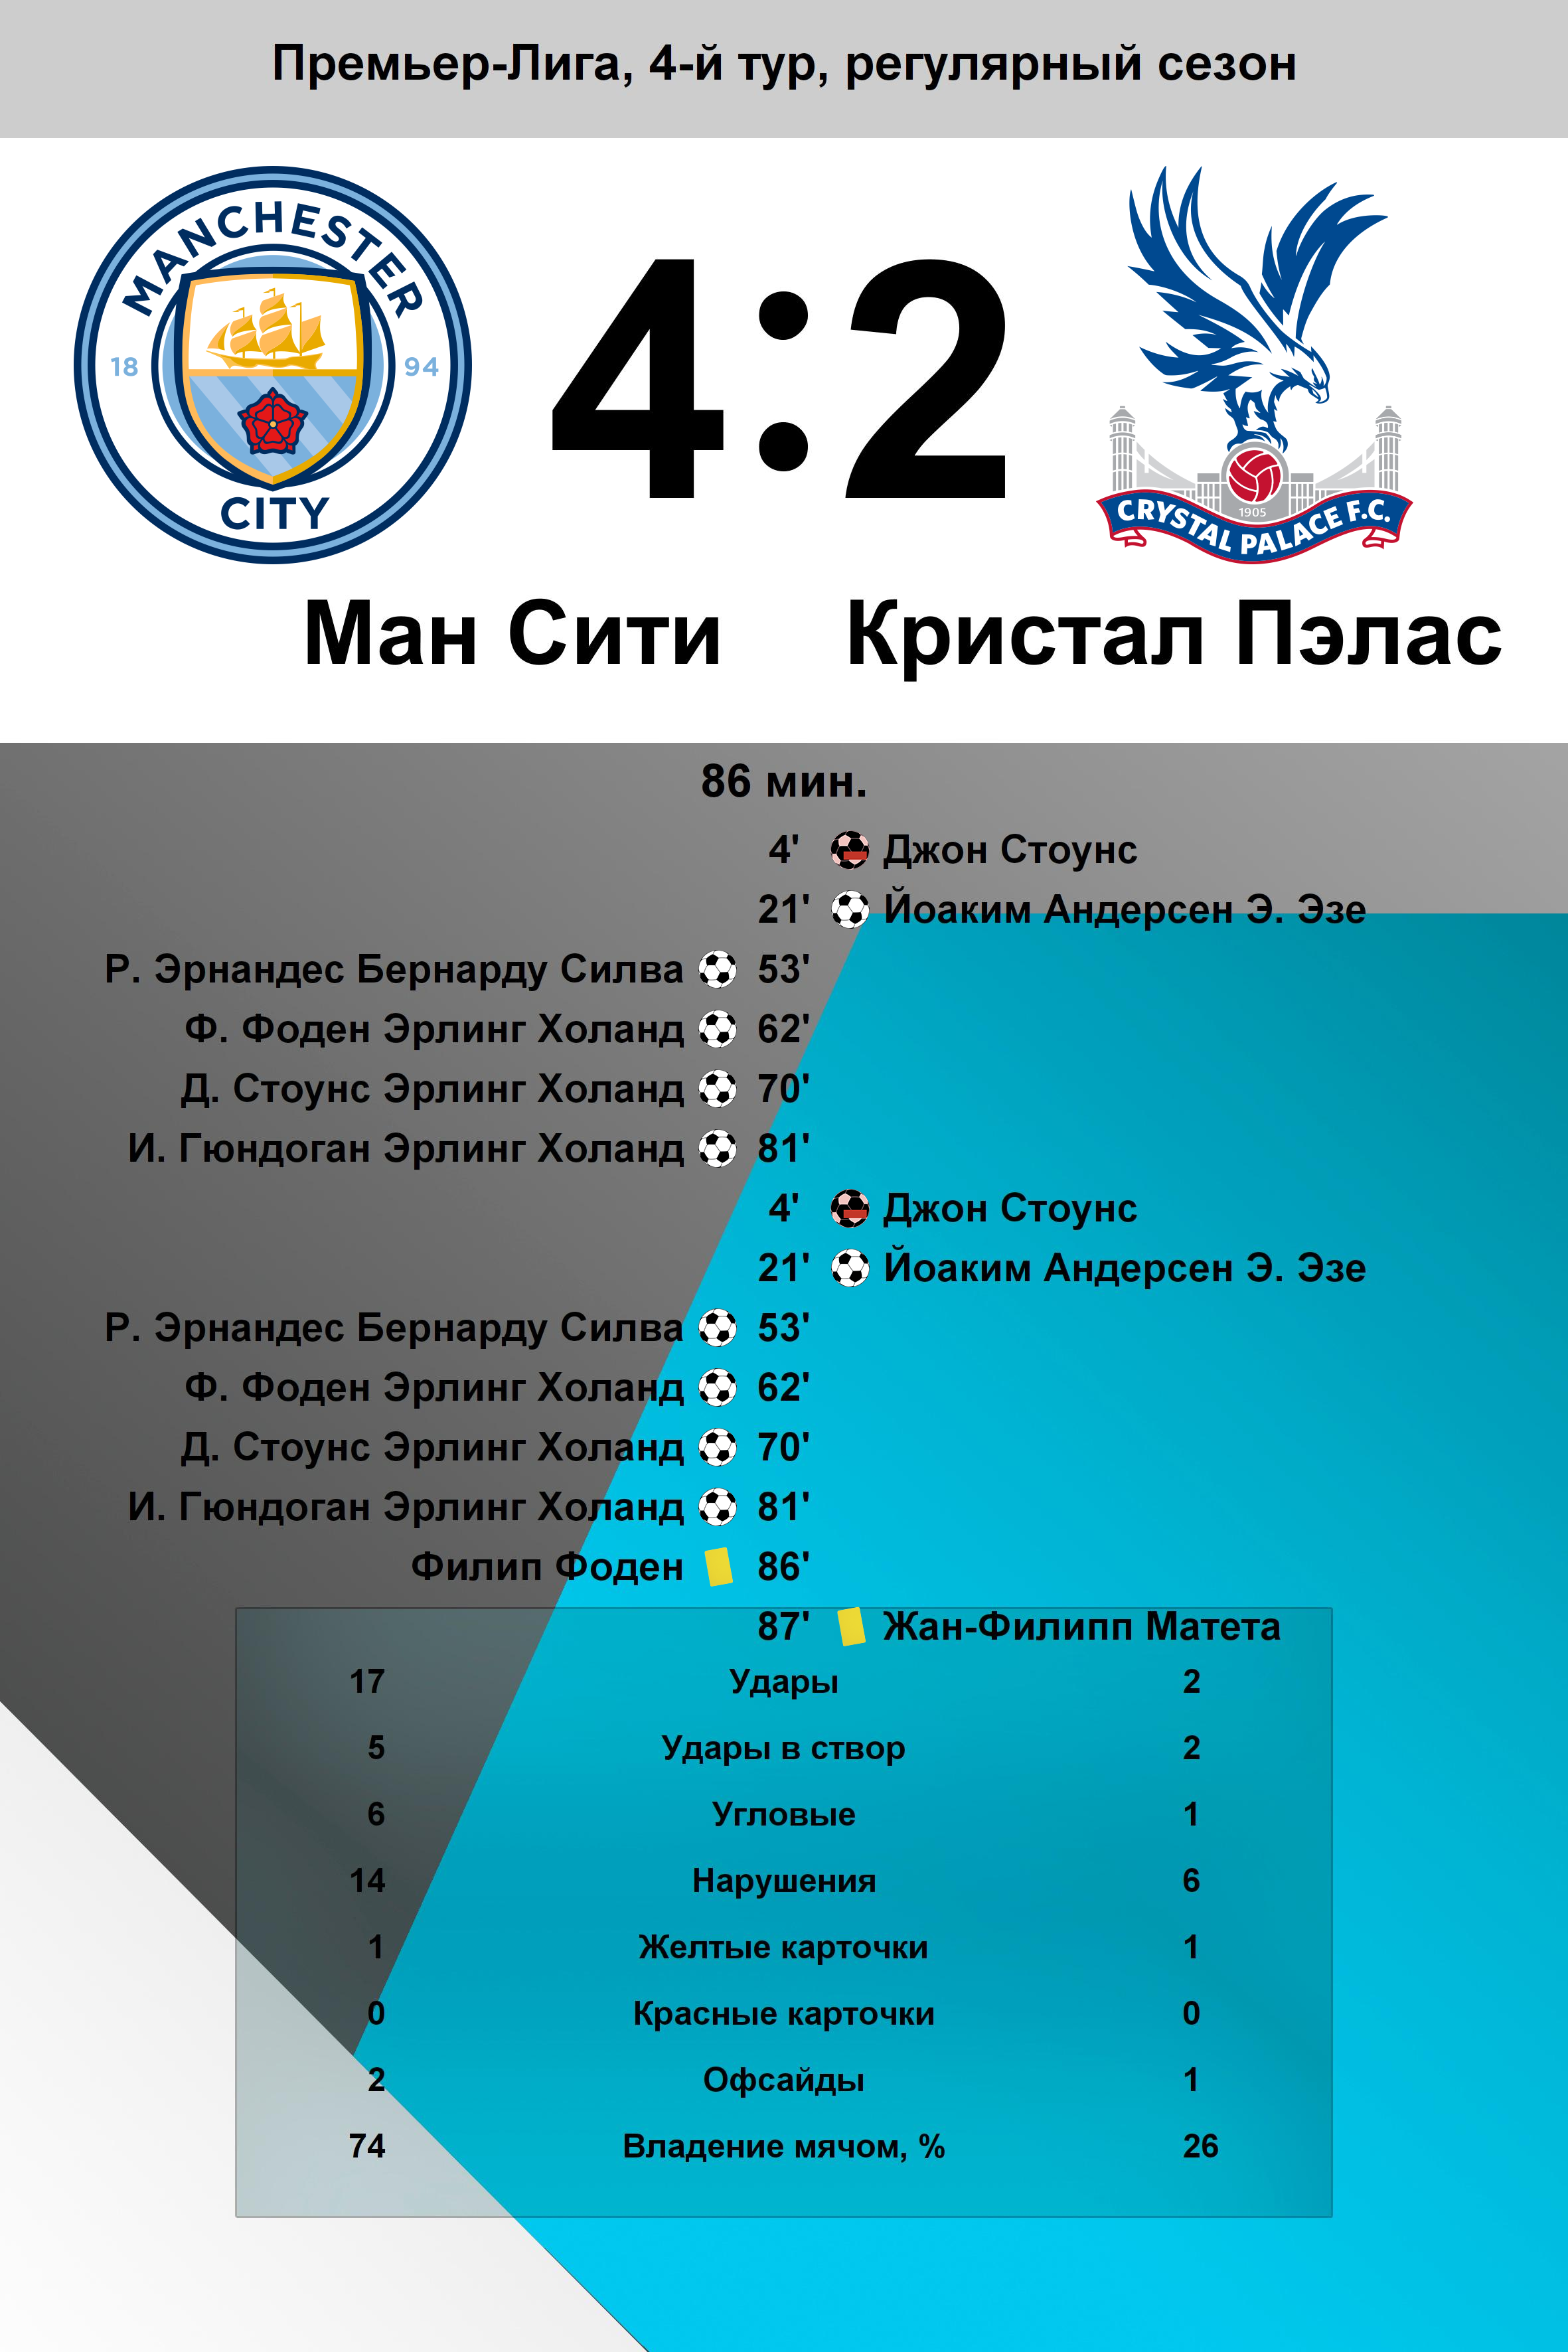 Премьер-Лига, 4-й тур, регулярный сезон
MANCHESTER
18 94
CITY
4:2
1905
CRYSTAL PALACE F.C.
Ман Сити Кристал Пэлас
86 мин.
4' Джон Стоунс
21' Йоаким Андерсен Э. Эзе
Р. Эрнандес Бернарду Силва 53'
Ф. Фоден Эрлинг Холанд 62'
Д. Стоунс Эрлинг Холанд 70'
И. Гюндоган Эрлинг Холанд 81'
4' Джон Стоунс
21' Йоаким Андерсен Э. Эзе
Р. Эрнандес Бернарду Силва 53'
Ф. Фоден Эрлинг Холанд 62'
Д. Стоунс Эрлинг Холанд 70'
И. Гюндоган Эрлинг Холанд 81'
Филип Фоден 86'
87' Жан-Филипп Матета
17 Удары 2
5 Удары в створ 2
6 Угловые 1
14 Нарушения 6
1 Желтые карточки 1
0 Красные карточки 0
2 Офсайды 1
74 Владение мячом, % 26